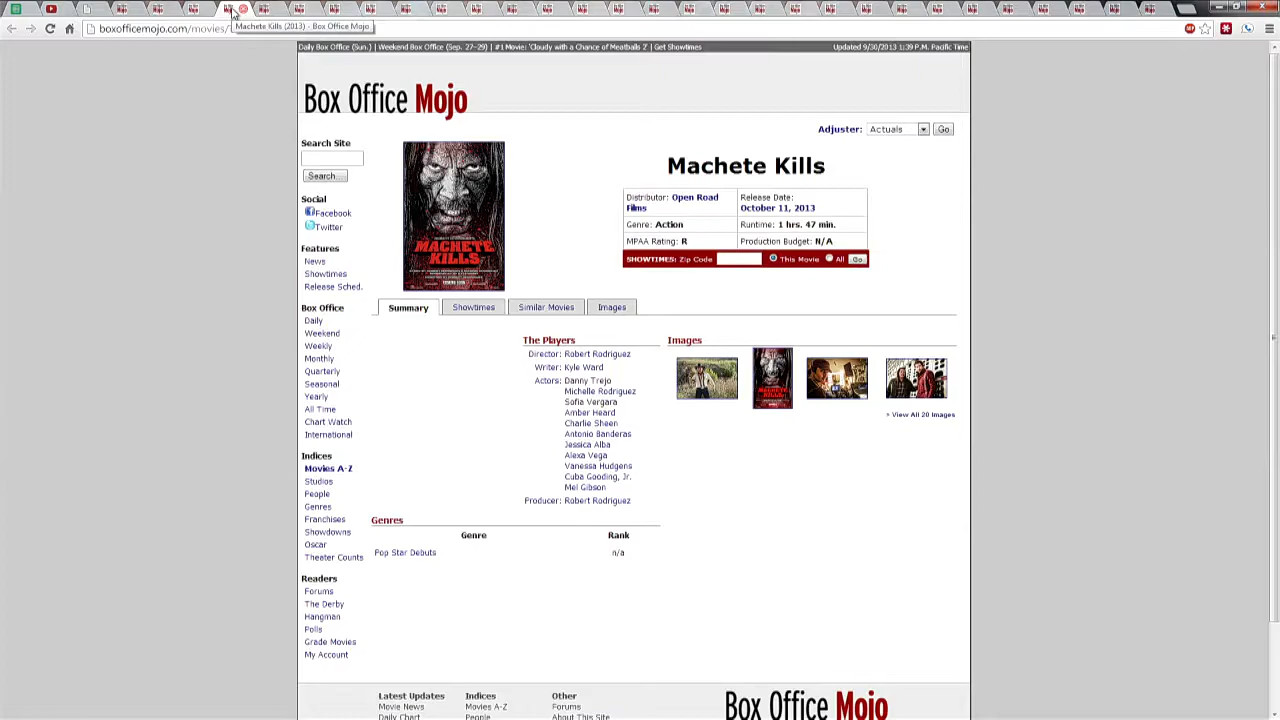 boxofficemojo.com/movies/
Machete Kills (2013) - Box Office Mojo
Daily Box Office (Sun.) | Weekend Box Office (Sep. 27-29) | #1 Movie: 'Cloudy with a Chance of Meatballs 2' | Get Showtimes
Updated 9/30/2013 1:39 P.M. Pacific Time
Box Office Mojo
Adjuster: Actuals Go
Search Site
Search...
Social
Facebook
Twitter
Features
News
Showtimes
Release Sched.
Box Office
Daily
Weekend
Weekly
Monthly
Quarterly
Seasonal
Yearly
All Time
Chart Watch
International
Indices
Movies A-Z
Studios
People
Genres
Franchises
Showdowns
Oscar
Theater Counts
Readers
Forums
The Derby
Hangman
Polls
Grade Movies
My Account
MACHETE
KILLS
Machete Kills
Distributor: Open Road
Films
Release Date:
October 11, 2013
Genre: Action
Runtime: 1 hrs. 47 min.
MPAA Rating: R
Production Budget: N/A
SHOWTIMES: Zip Code This Movie All Go
Summary
Showtimes
Similar Movies
Images
The Players
Director: Robert Rodriguez
Writer: Kyle Ward
Actors: Danny Trejo
Michelle Rodriguez
Sofia Vergara
Amber Heard
Charlie Sheen
Antonio Banderas
Jessica Alba
Alexa Vega
Vanessa Hudgens
Cuba Gooding, Jr.
Mel Gibson
Producer: Robert Rodriguez
Images
> View All 20 Images
Genres
Genre Rank
Pop Star Debuts n/a
Latest Updates
Movie News
Daily Chart
Indices
Movies A-Z
People
Other
Forums
About This Site
Box Office Mojo